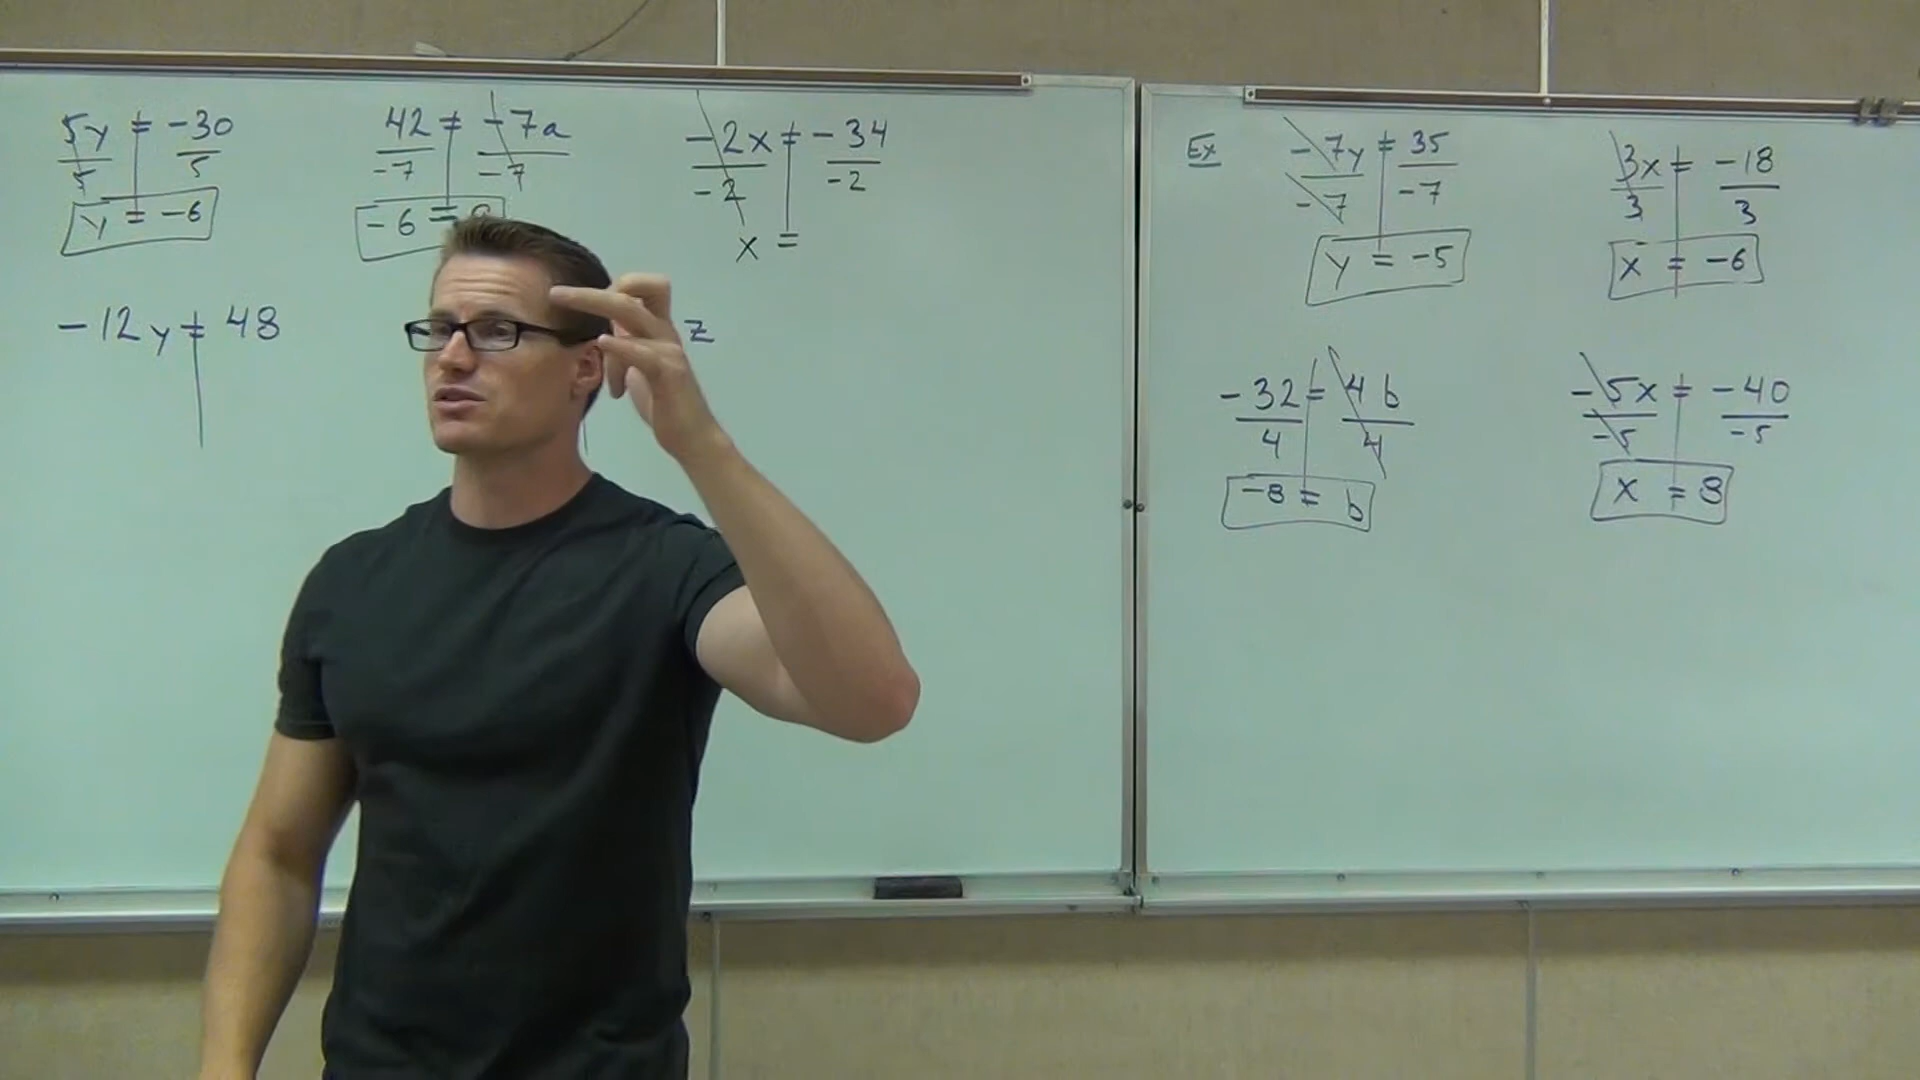 5y = -30
5 5
y = -6
42 = -7a
-7 -7
-6 =
-2x = -34
-2 -2
x =
-12y = 48
z
Ex
-7y = 35
-7 -7
y = -5
3x = -18
3 3
x = -6
-32 = 4b
4 4
-8 = b
-5x = -40
-5 -5
x = 8